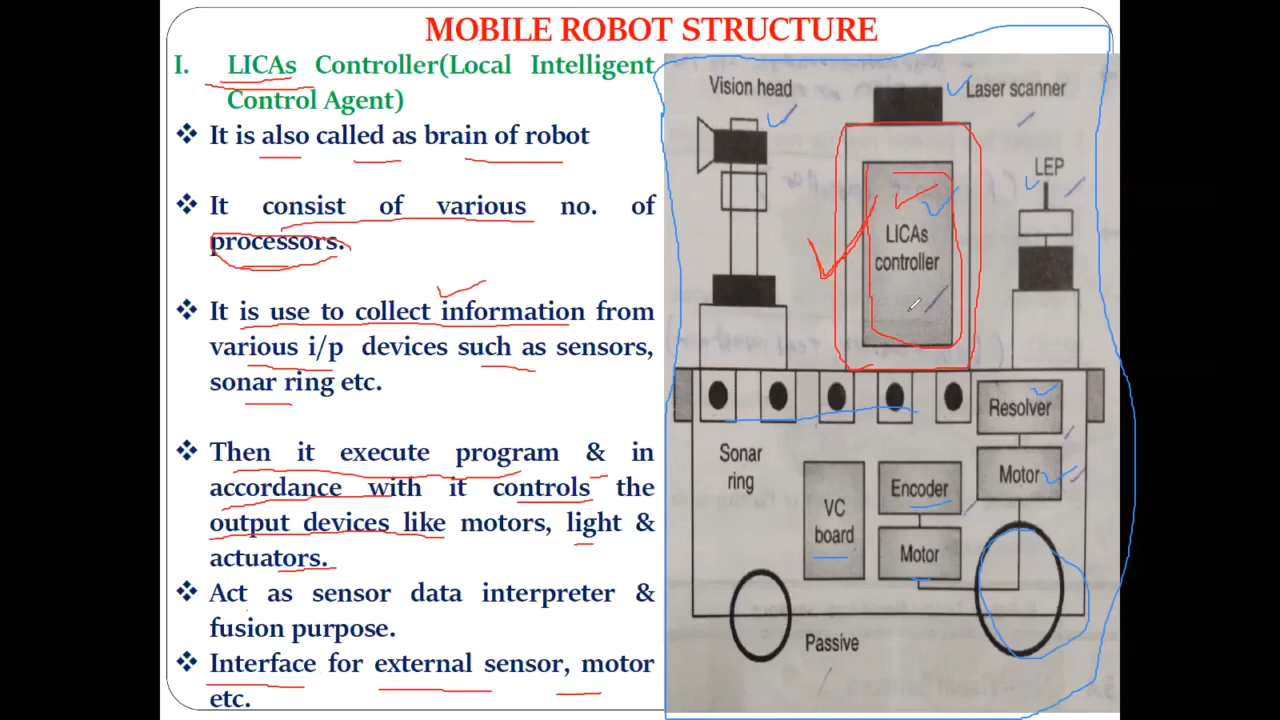 MOBILE ROBOT STRUCTURE
I. LICAs Controller(Local Intelligent
Control Agent)
❖ It is also called as brain of robot
❖ It consist of various no. of
processors.
❖ It is use to collect information from
various i/p devices such as sensors,
sonar ring etc.
❖ Then it execute program & in
accordance with it controls the
output devices like motors, light &
actuators.
❖ Act as sensor data interpreter &
fusion purpose.
❖ Interface for external sensor, motor
etc.
Vision head
Laser scanner
LEP
LICAs
controller
Resolver
Sonar
ring
Motor
VC
board
Encoder
Motor
Passive